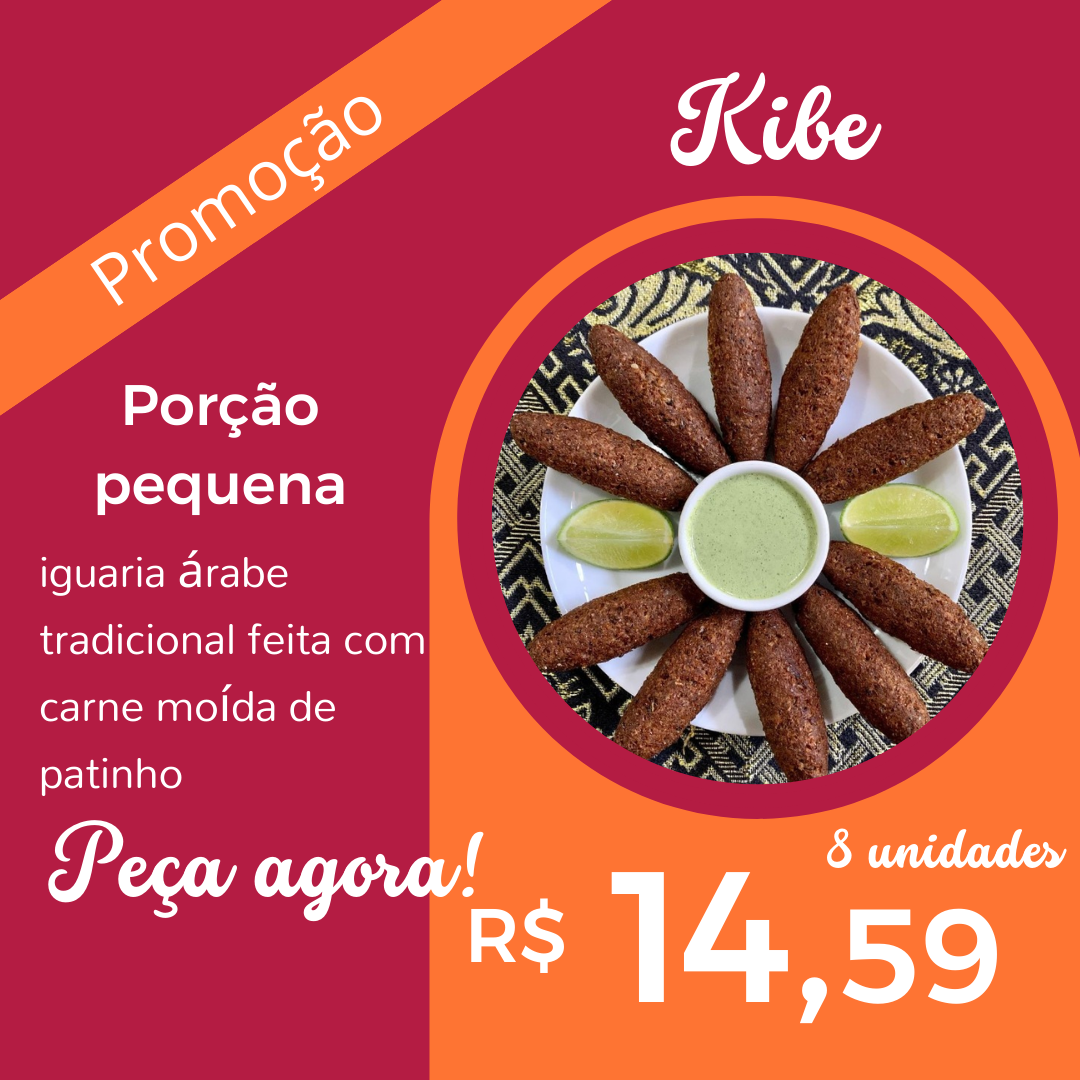 Promoção
Kibe
Porção
pequena
iguaria árabe
tradicional feita com
carne moída de
patinho
Peça agora!
8 unidades
R$ 14,59